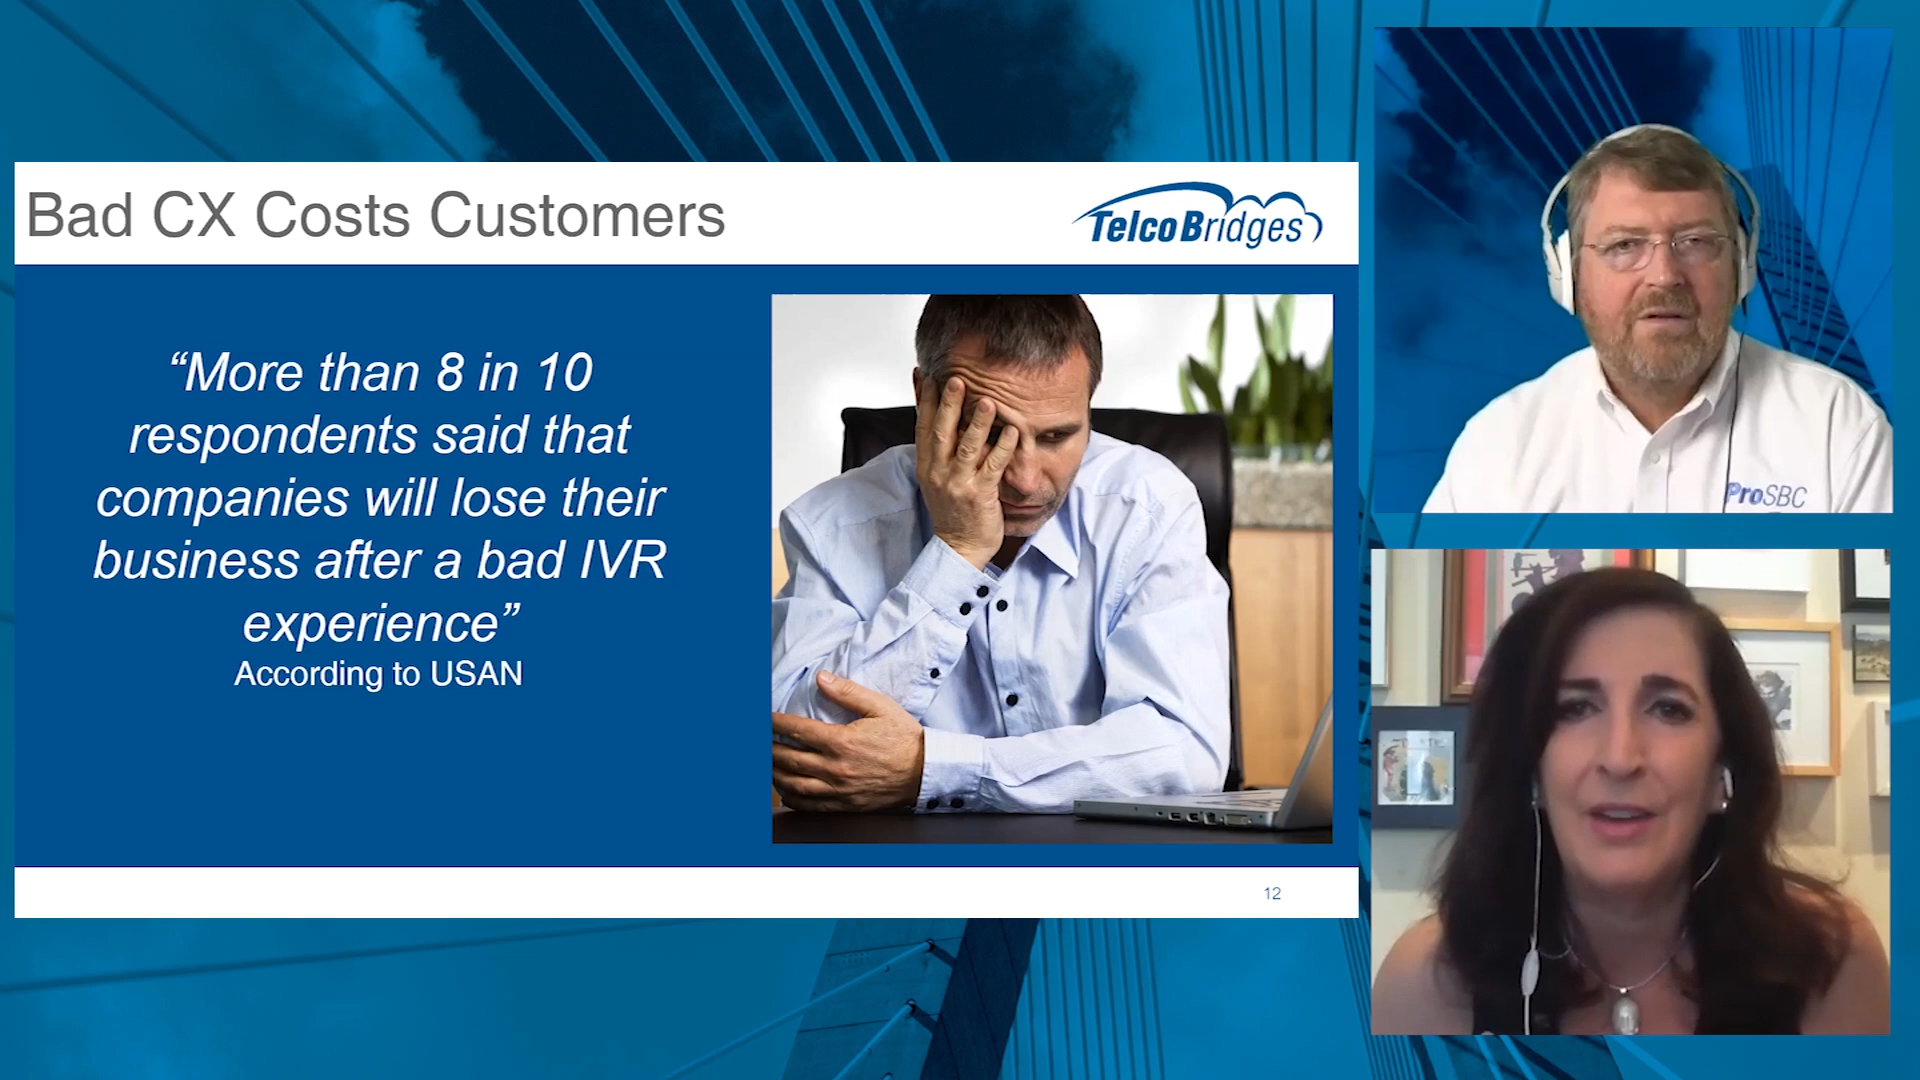 Bad CX Costs Customers
TelcoBridges
“More than 8 in 10
respondents said that
companies will lose their
business after a bad IVR
experience”
According to USAN
12
ProSBC